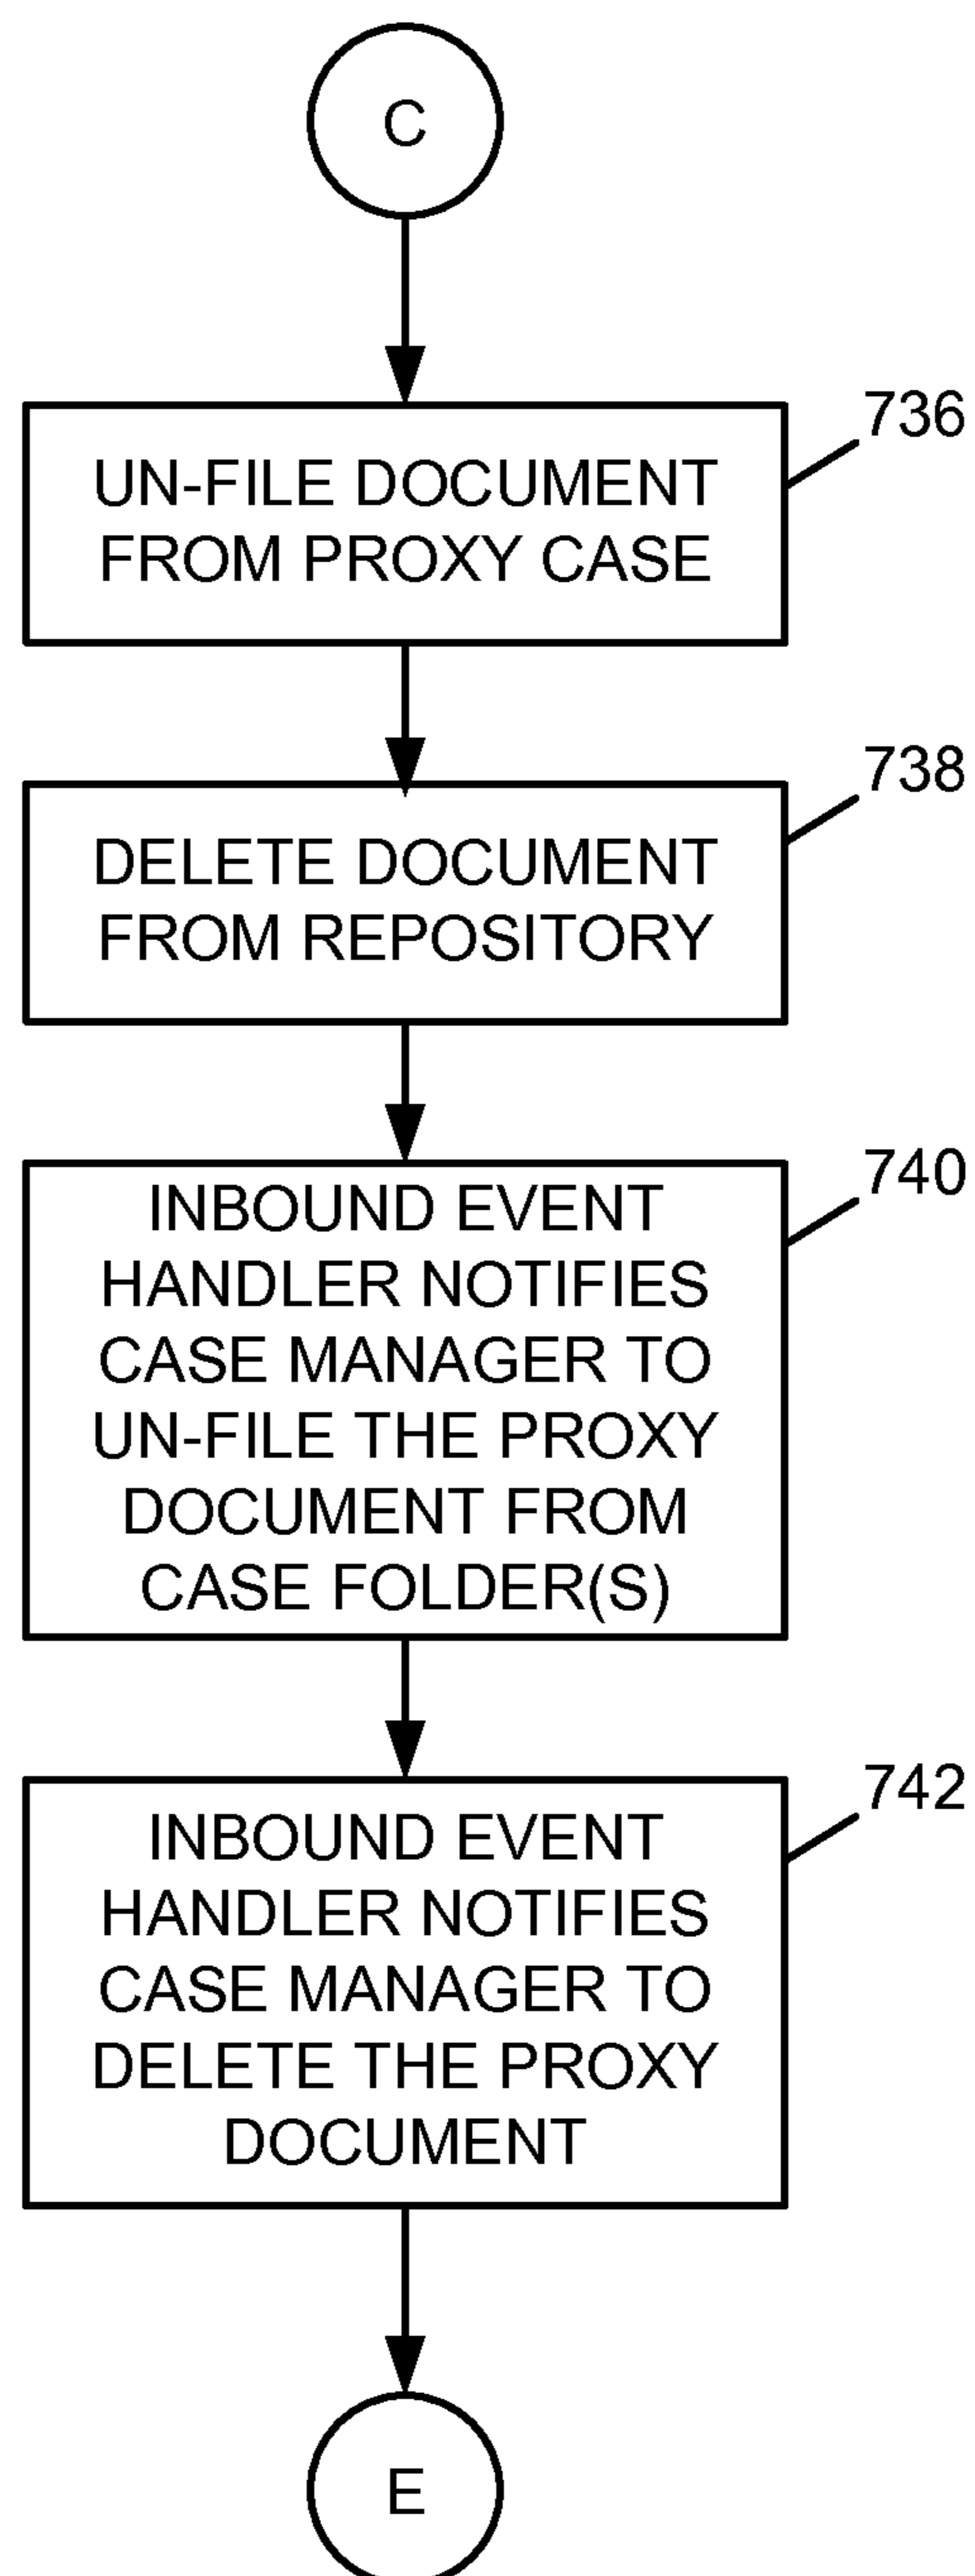 C
736
UN-FILE DOCUMENT
FROM PROXY CASE
738
DELETE DOCUMENT
FROM REPOSITORY
740
INBOUND EVENT
HANDLER NOTIFIES
CASE MANAGER TO
UN-FILE THE PROXY
DOCUMENT FROM
CASE FOLDER(S)
742
INBOUND EVENT
HANDLER NOTIFIES
CASE MANAGER TO
DELETE THE PROXY
DOCUMENT
E